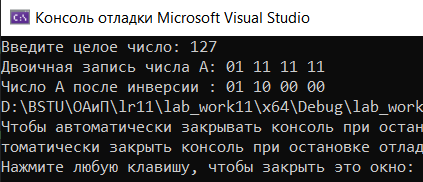 Консоль отладки Microsoft Visual Studio
Введите целое число: 127
Двоичная запись числа А: 01 11 11 11
Число А после инверсии : 01 10 00 00
D:\BSTU\ОАиП\lr11\lab_work11\x64\Debug\lab_work
Чтобы автоматически закрывать консоль при остан
томатически закрыть консоль при остановке отлад
Нажмите любую клавишу, чтобы закрыть это окно: